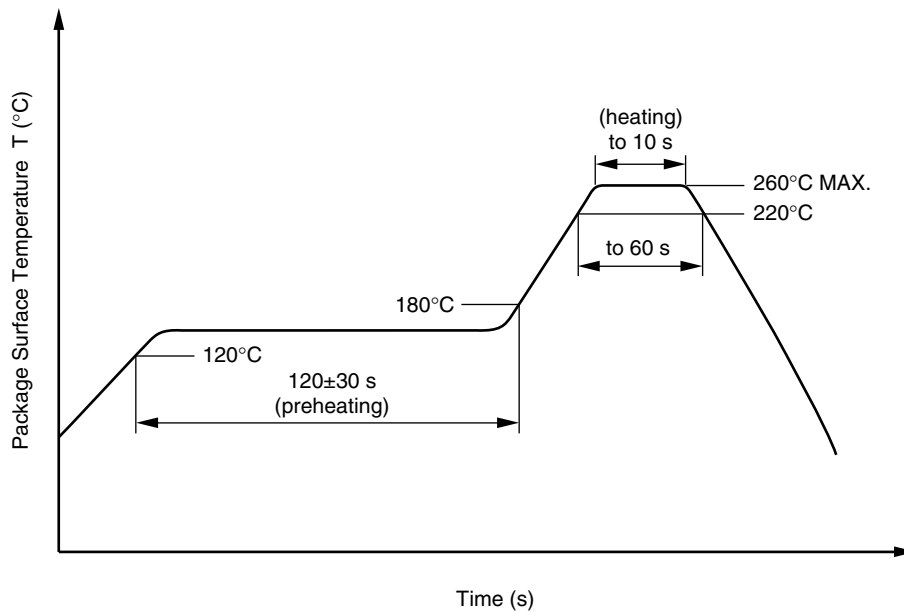 Package Surface Temperature T (°C)
(heating)
to 10 s
260°C MAX.
220°C
to 60 s
180°C
120°C
120±30 s
(preheating)
Time (s)